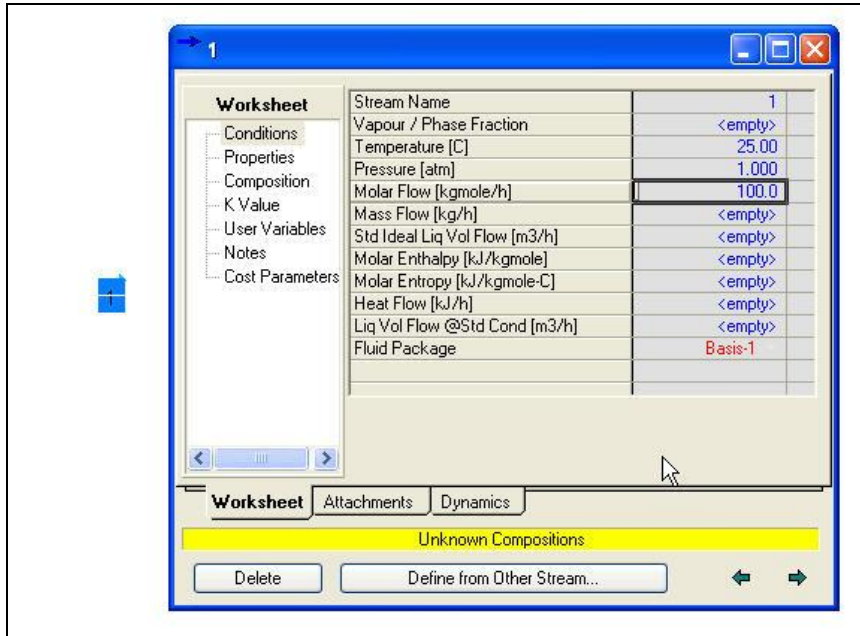 1
Worksheet
Conditions
Properties
Composition
K Value
User Variables
Notes
Cost Parameters
Stream Name 1
Vapour / Phase Fraction <empty>
Temperature [C] 25.00
Pressure [atm] 1.000
Molar Flow [kgmole/h] 100.0
Mass Flow [kg/h] <empty>
Std Ideal Liq Vol Flow [m3/h] <empty>
Molar Enthalpy [kJ/kgmole] <empty>
Molar Entropy [kJ/kgmole-C] <empty>
Heat Flow [kJ/h] <empty>
Liq Vol Flow @Std Cond [m3/h] <empty>
Fluid Package Basis-1
1
Worksheet Attachments Dynamics
Unknown Compositions
Delete Define from Other Stream...